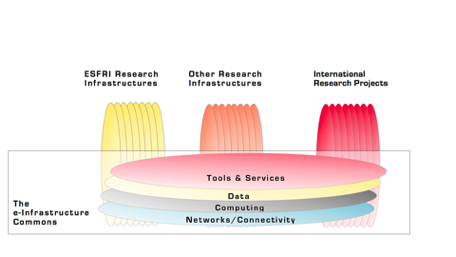 ESFRI Research
Infrastructures
Other Research
Infrastructures
International
Research Projects
Tools & Services
Data
Computing
Networks/Connectivity
The
e-Infrastructure
Commons